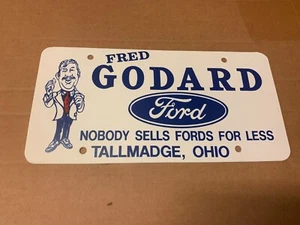 FRED
GODARD
Ford
NOBODY SELLS FORDS FOR LESS
TALLMADGE, OHIO